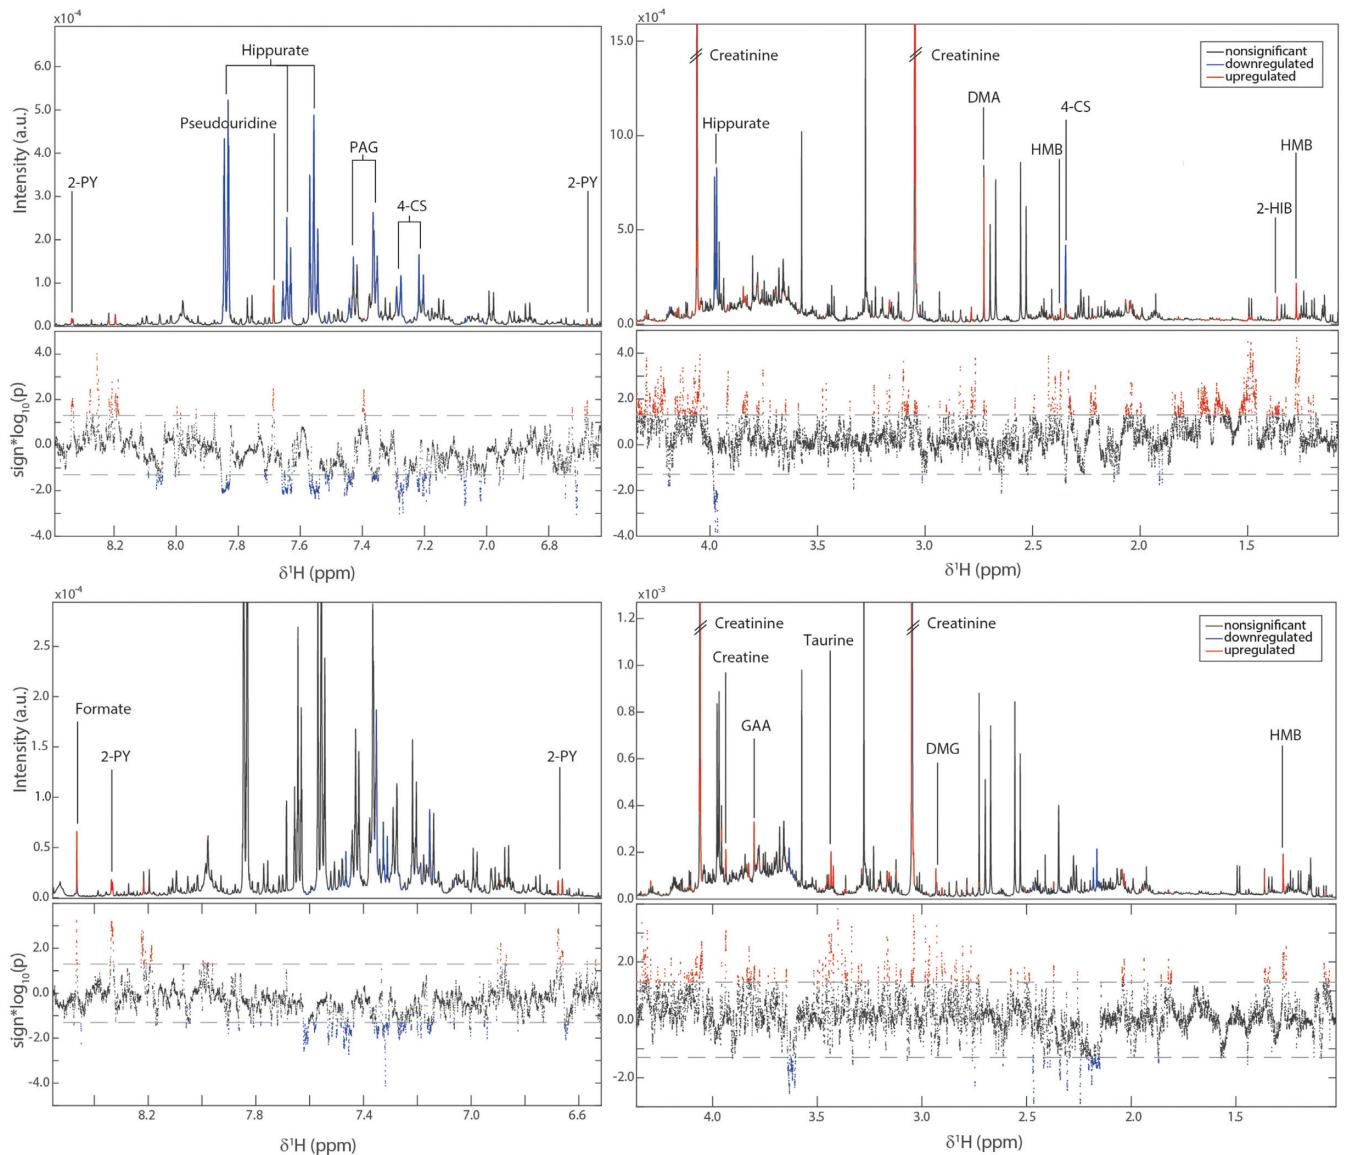 x10⁻⁴
Intensity (a.u.)
6.0
5.0
4.0
3.0
2.0
1.0
0.0
Hippurate
Pseudouridine
PAG
2-PY
4-CS
2-PY
sign*log₁₀(p)
4.0
2.0
0.0
-2.0
-4.0
8.2 8.0 7.8 7.6 7.4 7.2 7.0 6.8
δ¹H (ppm)
x10⁻⁴
15.0
10.0
5.0
0.0
Creatinine
Creatinine
nonsignificant
downregulated
upregulated
DMA
4-CS
Hippurate
HMB
HMB
2-HIB
4.0
2.0
0.0
-2.0
-4.0
4.0 3.5 3.0 2.5 2.0 1.5
δ¹H (ppm)
x10⁻⁴
Intensity (a.u.)
2.5
2.0
1.5
1.0
0.5
0.0
Formate
2-PY
2-PY
sign*log₁₀(p)
2.0
0.0
-2.0
-4.0
8.2 7.8 7.4 7.0 6.6
δ¹H (ppm)
x10⁻³
1.2
1.0
0.8
0.6
0.4
0.2
0.0
Creatinine
Creatinine
nonsignificant
downregulated
upregulated
Taurine
Creatine
GAA
DMG
HMB
2.0
0.0
-2.0
4.0 3.5 3.0 2.5 2.0 1.5
δ¹H (ppm)